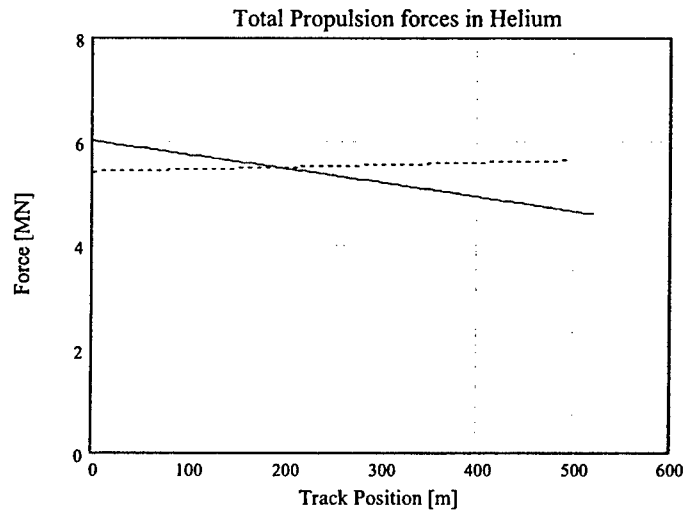 Total Propulsion forces in Helium
8
6
4
2
0
Force [MN]
0 100 200 300 400 500 600
Track Position [m]